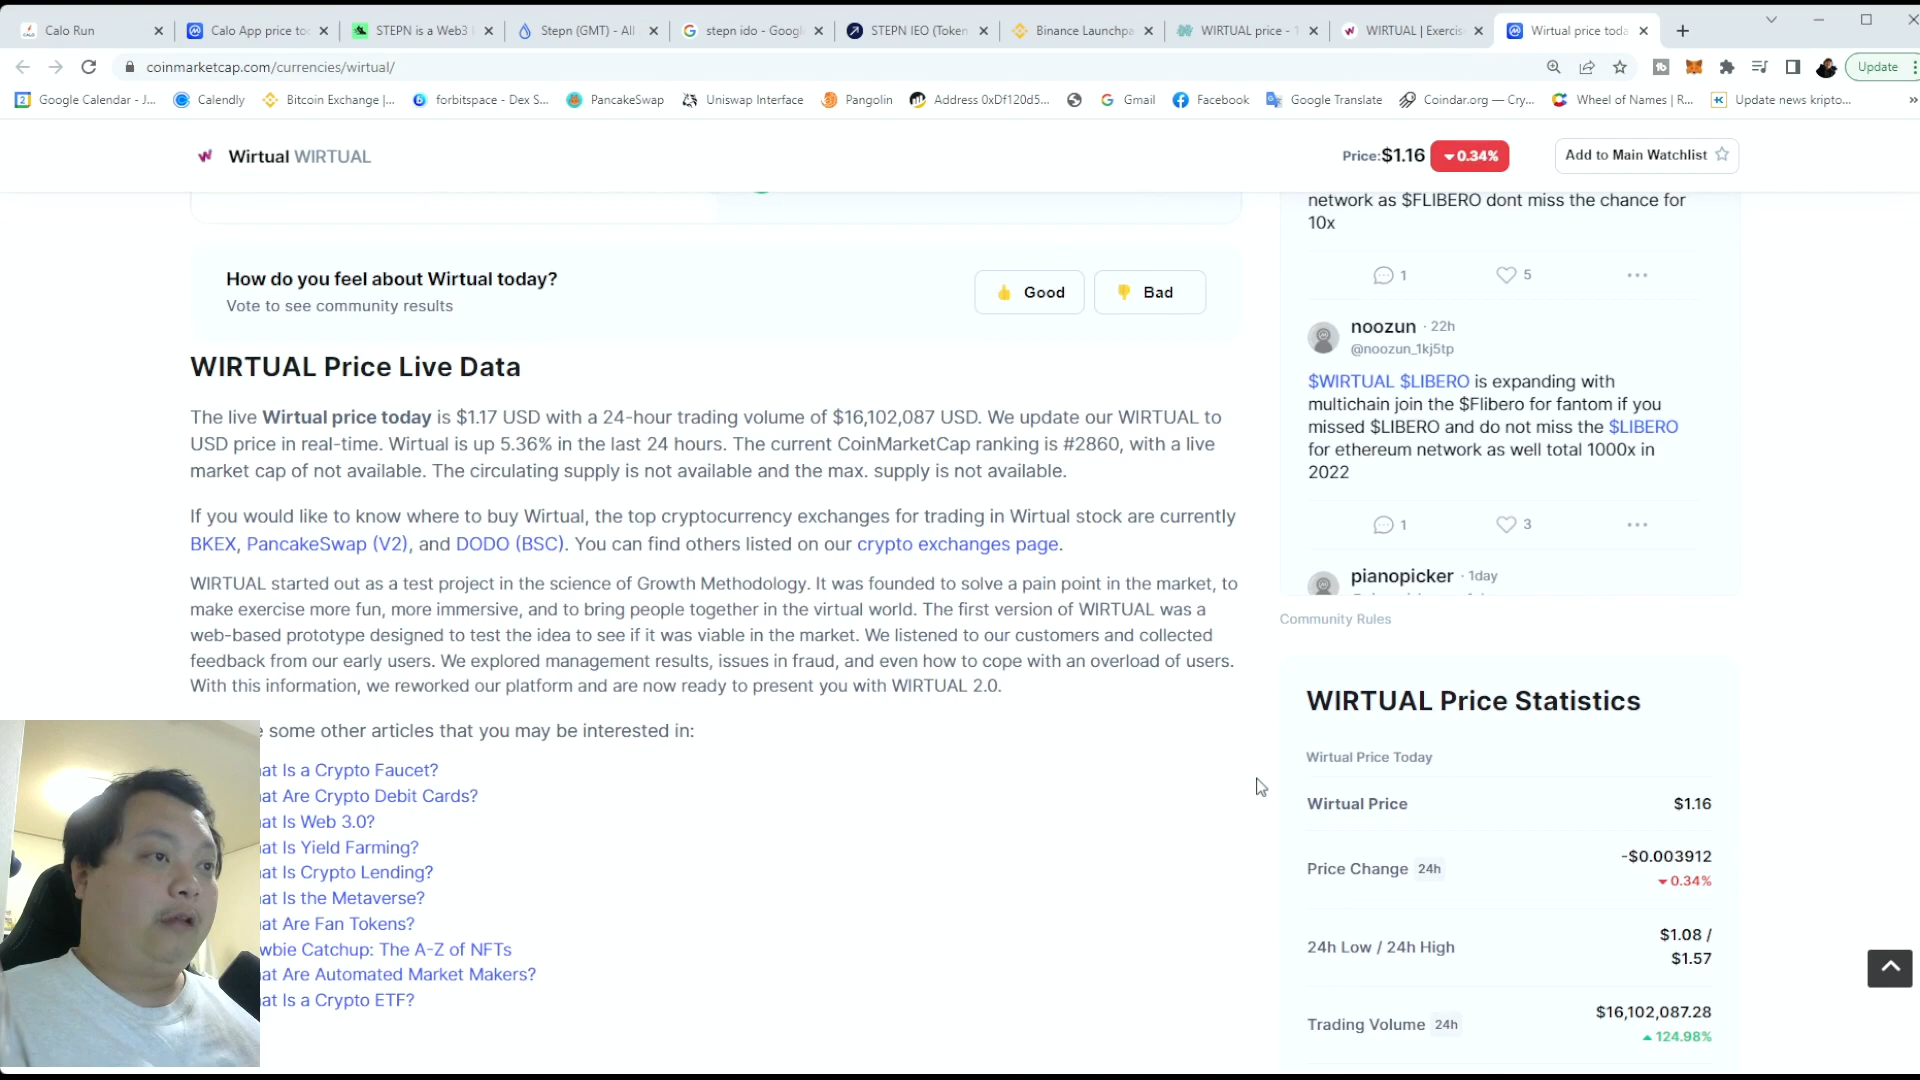 Calo Run
Calo App price to
STEPN is a Web3
Stepn (GMT) - All
stepn ido - Goog
STEPN IEO (Token
Binance Launchpa
WIRTUAL price - 1
WIRTUAL | Exercis
Wirtual price toda
coinmarketcap.com/currencies/wirtual/
Update
Google Calendar - J...
Calendly
Bitcoin Exchange |...
forbitspace - Dex S...
PancakeSwap
Uniswap Interface
Pangolin
Address 0xDf120d5...
Gmail
Facebook
Google Translate
Coindar.org — Cry...
Wheel of Names | R...
Update news kripto...
»
Wirtual WIRTUAL
Price:$1.16
0.34%
Add to Main Watchlist
network as $FLIBERO dont miss the chance for
10x
1
5
How do you feel about Wirtual today?
Vote to see community results
Good
Bad
noozun · 22h
@noozun_1kj5tp
$WIRTUAL $LIBERO is expanding with
multichain join the $Flibero for fantom if you
missed $LIBERO and do not miss the $LIBERO
for ethereum network as well total 1000x in
2022
1
3
pianopicker · 1day
Community Rules
WIRTUAL Price Live Data
The live Wirtual price today is $1.17 USD with a 24-hour trading volume of $16,102,087 USD. We update our WIRTUAL to
USD price in real-time. Wirtual is up 5.36% in the last 24 hours. The current CoinMarketCap ranking is #2860, with a live
market cap of not available. The circulating supply is not available and the max. supply is not available.
If you would like to know where to buy Wirtual, the top cryptocurrency exchanges for trading in Wirtual stock are currently
BKEX, PancakeSwap (V2), and DODO (BSC). You can find others listed on our crypto exchanges page.
WIRTUAL started out as a test project in the science of Growth Methodology. It was founded to solve a pain point in the market, to
make exercise more fun, more immersive, and to bring people together in the virtual world. The first version of WIRTUAL was a
web-based prototype designed to test the idea to see if it was viable in the market. We listened to our customers and collected
feedback from our early users. We explored management results, issues in fraud, and even how to cope with an overload of users.
With this information, we reworked our platform and are now ready to present you with WIRTUAL 2.0.
e some other articles that you may be interested in:
at Is a Crypto Faucet?
at Are Crypto Debit Cards?
at Is Web 3.0?
at Is Yield Farming?
at Is Crypto Lending?
at Is the Metaverse?
at Are Fan Tokens?
wbie Catchup: The A-Z of NFTs
at Are Automated Market Makers?
at Is a Crypto ETF?
WIRTUAL Price Statistics
Wirtual Price Today
Wirtual Price
$1.16
Price Change 24h
-$0.003912
0.34%
24h Low / 24h High
$1.08 /
$1.57
Trading Volume 24h
$16,102,087.28
124.98%